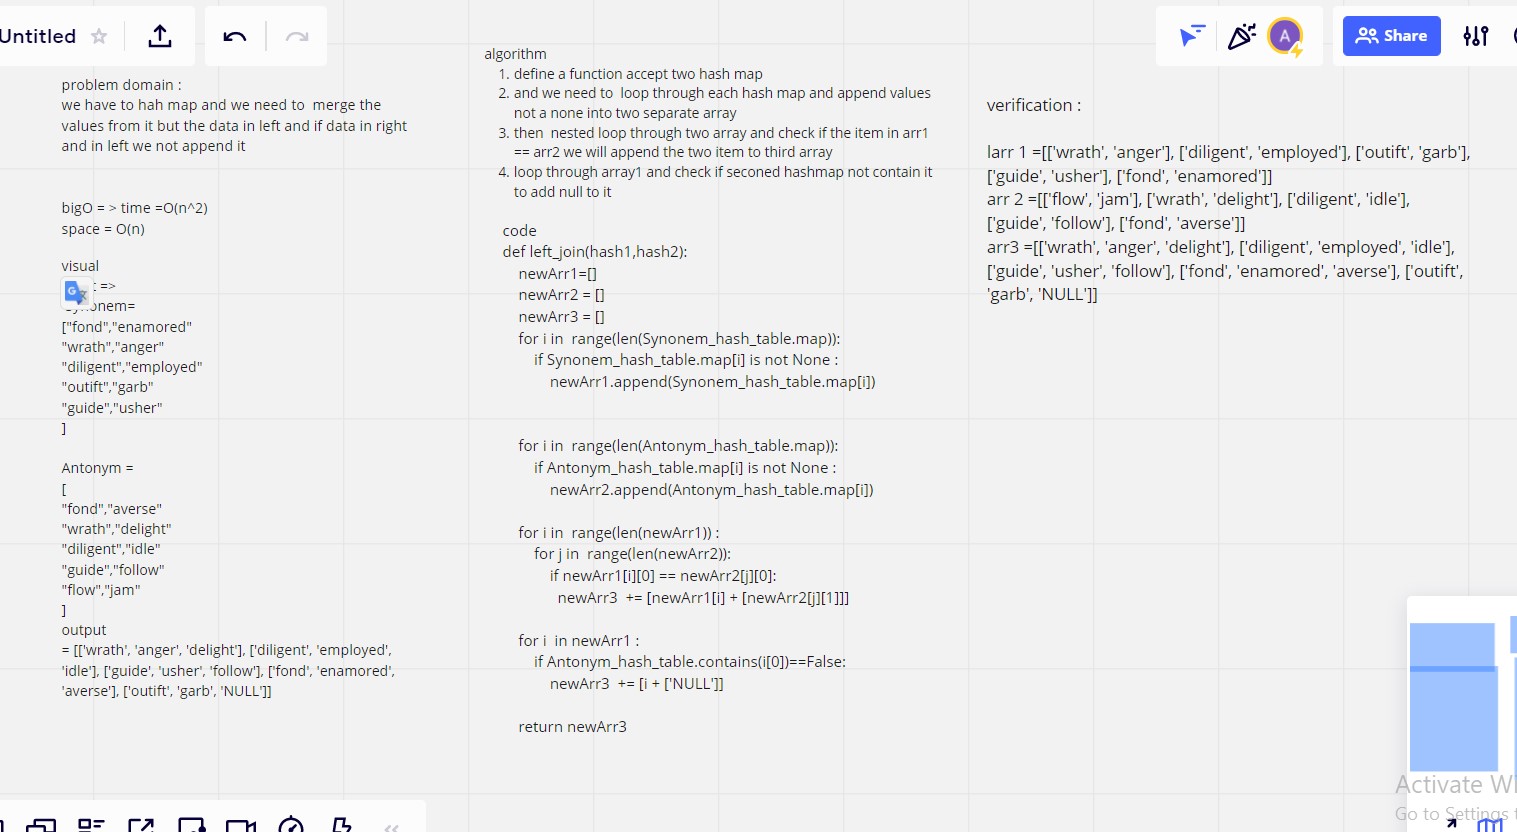 Untitled
Share
problem domain :
we have to hah map and we need to  merge the
values from it but the data in left and if data in right
and in left we not append it
bigO = > time =O(n^2)
space = O(n)
visual
=>
["fond","enamored"
"wrath","anger"
"diligent","employed"
"outift","garb"
"guide","usher"
]
Antonym =
[
"fond","averse"
"wrath","delight"
"diligent","idle"
"guide","follow"
"flow","jam"
]
output
= [['wrath', 'anger', 'delight'], ['diligent', 'employed',
'idle'], ['guide', 'usher', 'follow'], ['fond', 'enamored',
'averse'], ['outift', 'garb', 'NULL']]
algorithm
1. define a function accept two hash map
2. and we need to  loop through each hash map and append values
not a none into two separate array
3. then  nested loop through two array and check if the item in arr1
== arr2 we will append the two item to third array
4. loop through array1 and check if seconed hashmap not contain it
to add null to it
code
def left_join(hash1,hash2):
newArr1=[]
newArr2 = []
newArr3 = []
for i in  range(len(Synonem_hash_table.map)):
if Synonem_hash_table.map[i] is not None :
newArr1.append(Synonem_hash_table.map[i])
for i in  range(len(Antonym_hash_table.map)):
if Antonym_hash_table.map[i] is not None :
newArr2.append(Antonym_hash_table.map[i])
for i in  range(len(newArr1)) :
for j in  range(len(newArr2)):
if newArr1[i][0] == newArr2[j][0]:
newArr3  += [newArr1[i] + [newArr2[j][1]]]
for i  in newArr1 :
if Antonym_hash_table.contains(i[0])==False:
newArr3  += [i + ['NULL']]
return newArr3
verification :
larr 1 =[['wrath', 'anger'], ['diligent', 'employed'], ['outift', 'garb'],
['guide', 'usher'], ['fond', 'enamored']]
arr 2 =[['flow', 'jam'], ['wrath', 'delight'], ['diligent', 'idle'],
['guide', 'follow'], ['fond', 'averse']]
arr3 =[['wrath', 'anger', 'delight'], ['diligent', 'employed', 'idle'],
['guide', 'usher', 'follow'], ['fond', 'enamored', 'averse'], ['outift',
'garb', 'NULL']]
A
Activate
Go to Settings